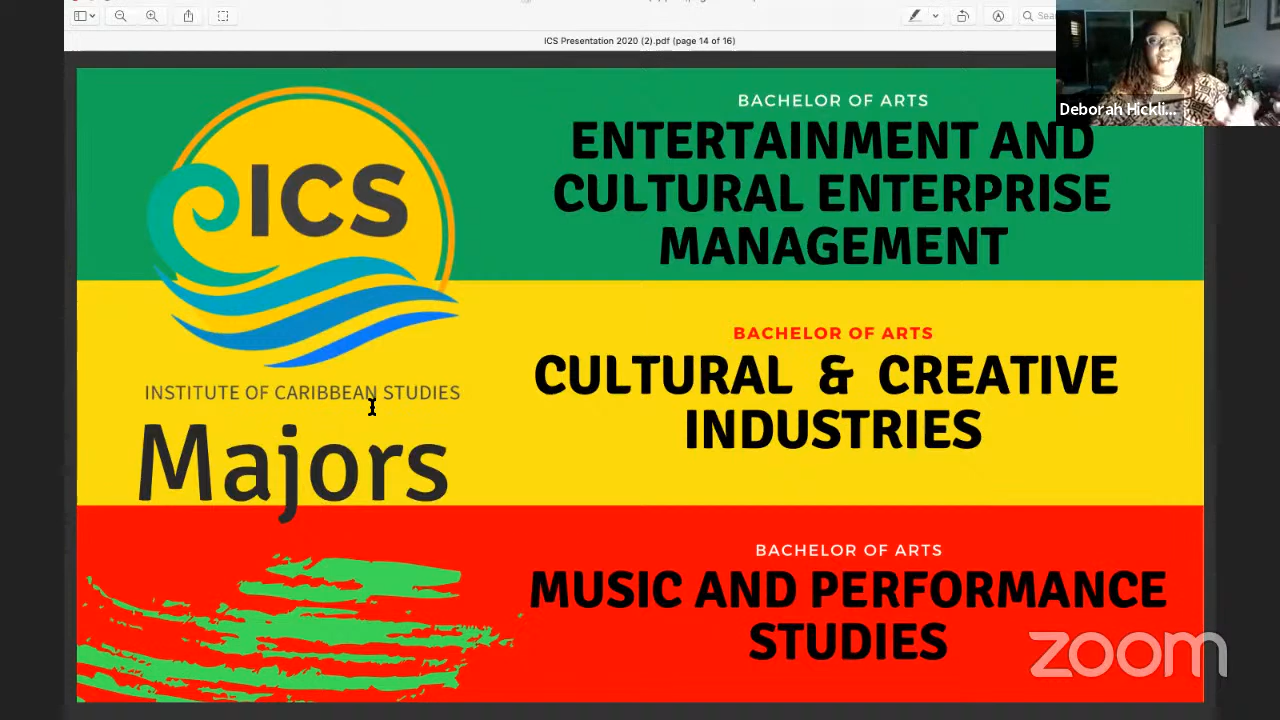 Sea
ICS Presentation 2020 (2).pdf (page 14 of 16)
Deborah Hickli...
BACHELOR OF ARTS
ENTERTAINMENT AND
CULTURAL ENTERPRISE
MANAGEMENT
ICS
INSTITUTE OF CARIBBEAN STUDIES
Majors
BACHELOR OF ARTS
CULTURAL & CREATIVE
INDUSTRIES
BACHELOR OF ARTS
MUSIC AND PERFORMANCE
STUDIES
zoom